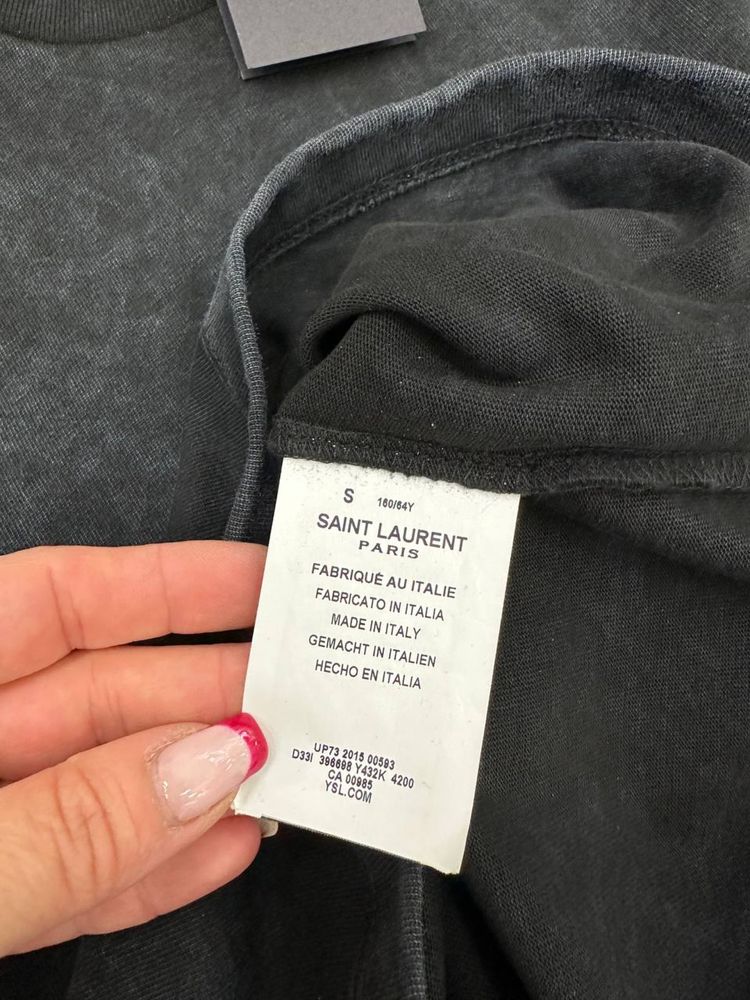 S 160/64Y
SAINT LAURENT
PARIS
FABRIQUÉ AU ITALIE
FABRICATO IN ITALIA
MADE IN ITALY
GEMACHT IN ITALIEN
HECHO EN ITALIA
UP73 2015 00593
D33I 396698 Y432K 4200
CA 00985
YSL.COM